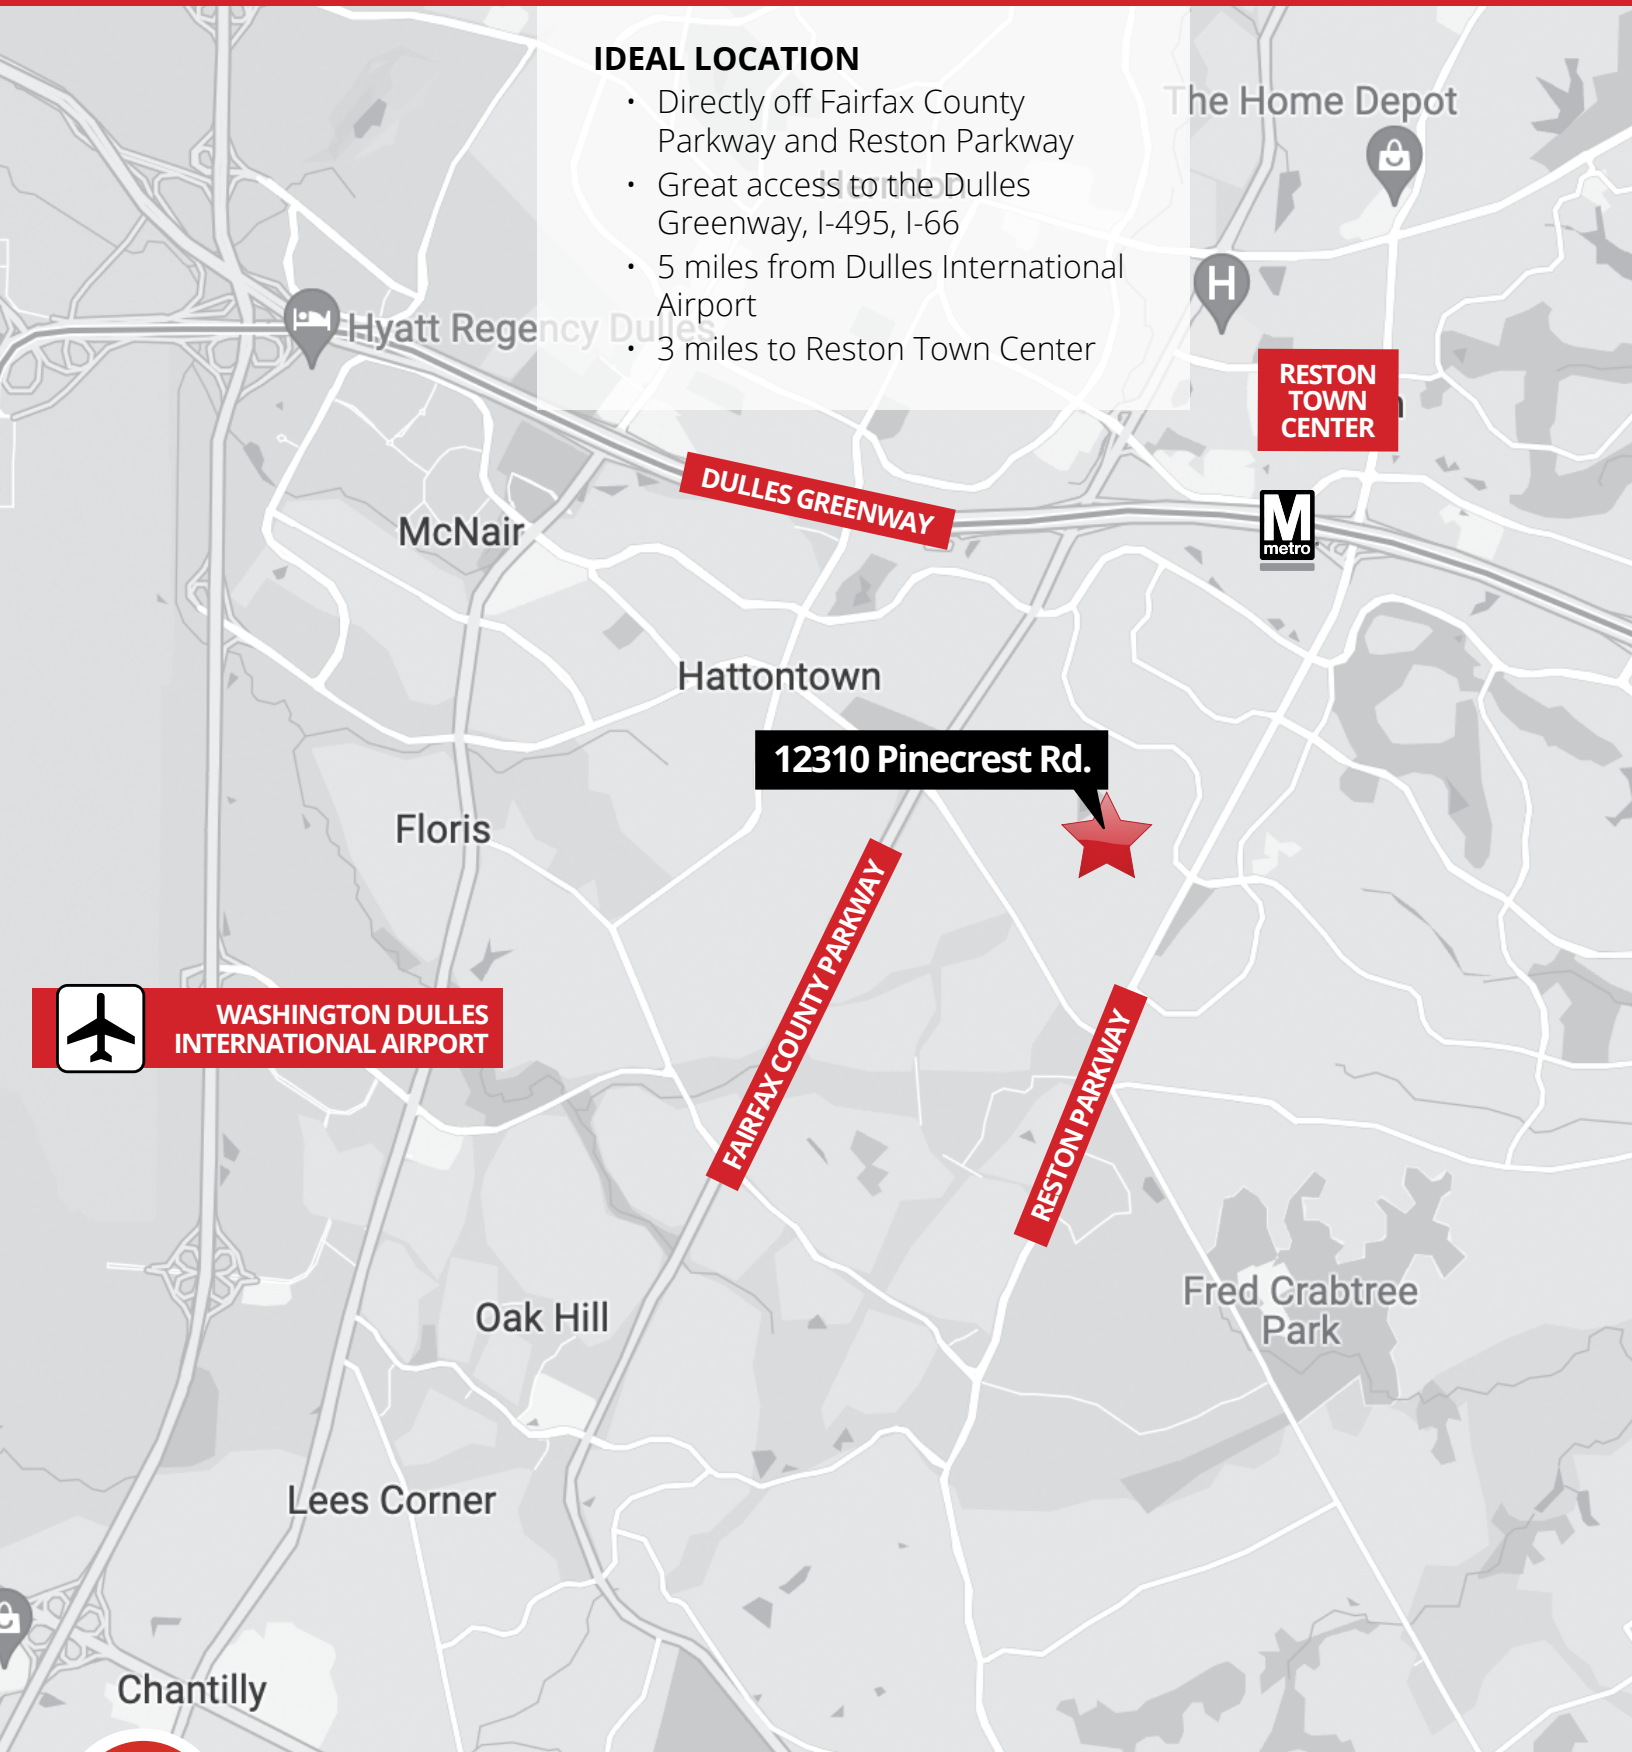 IDEAL LOCATION
• Directly off Fairfax County
Parkway and Reston Parkway
• Great access to the Dulles
Greenway, I-495, I-66
• 5 miles from Dulles International
Airport
• 3 miles to Reston Town Center
The Home Depot
Herndon
H
Hyatt Regency Dulles
RESTON
TOWN
CENTER
n
DULLES GREENWAY
M
metro
McNair
Hattontown
12310 Pinecrest Rd.
Floris
FAIRFAX COUNTY PARKWAY
WASHINGTON DULLES
INTERNATIONAL AIRPORT
RESTON PARKWAY
Fred Crabtree
Park
Oak Hill
Lees Corner
Chantilly